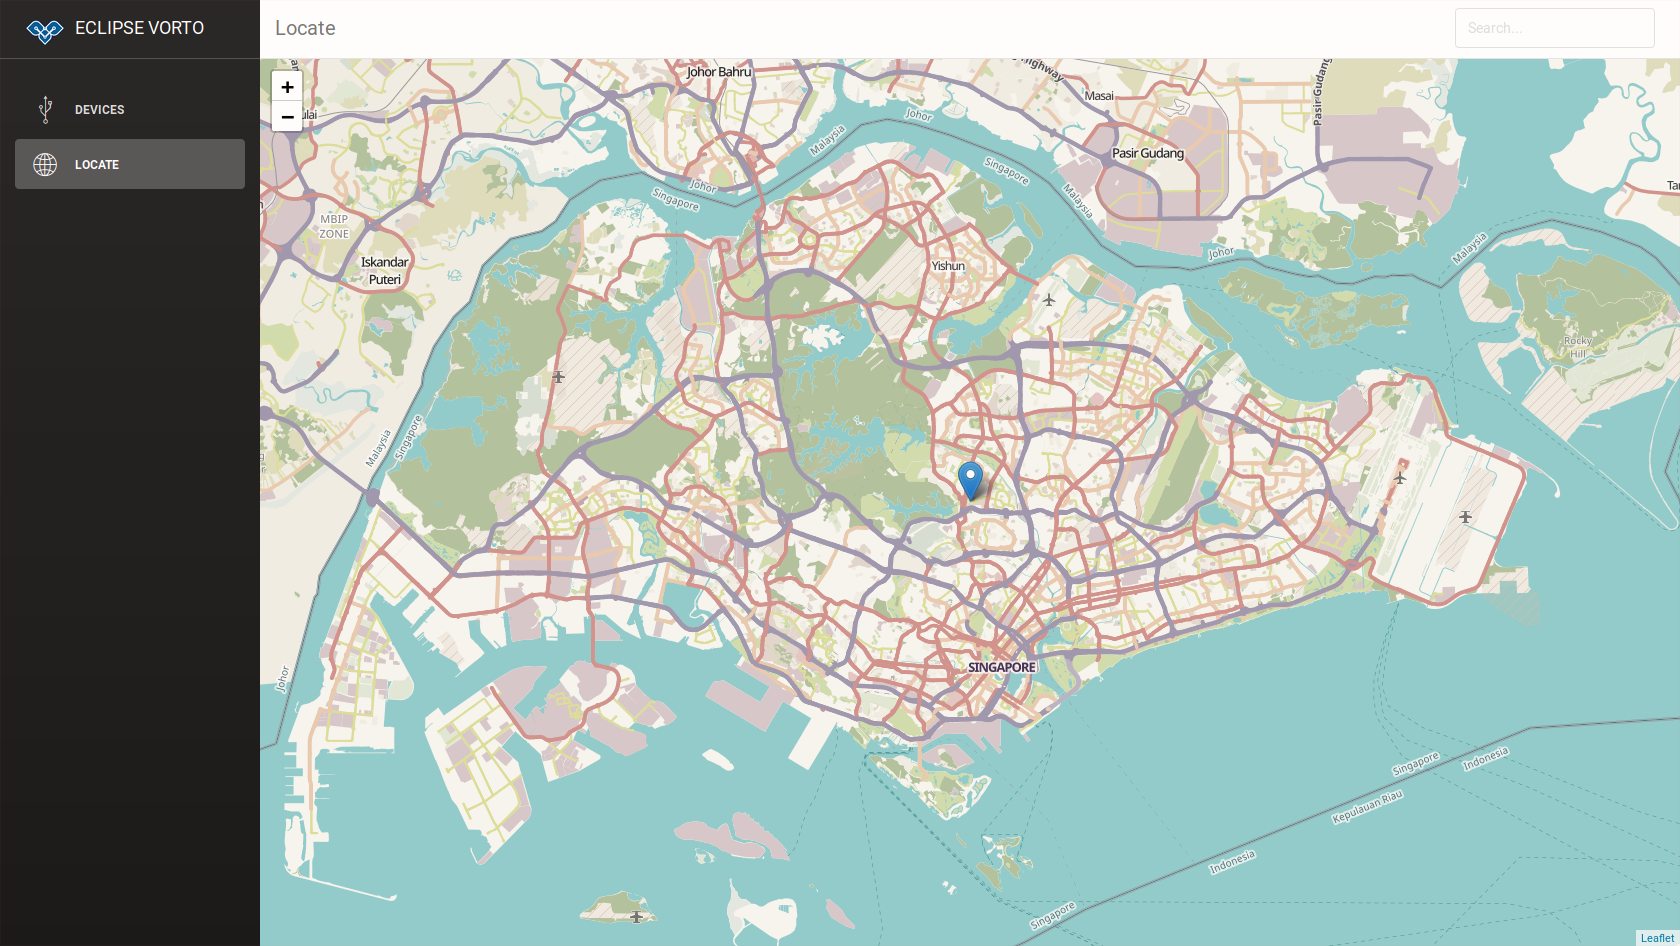 ECLIPSE VORTO
Locate
Search...
DEVICES
LOCATE
+
−
Johor Bahru
Masai
Pasir Gudang
Malaysia
Johor
Pasir Gudang
Singapore
Malaysia
Johor
Singapore
MBIP
ZONE
Iskandar
Puteri
Yishun
Johor
Malaysia
Rocky
Hill
Malaysia
Singapore
SINGAPORE
Johor
Singapore
Indonesia
Kepulauan Riau
Indonesia
Singapore
Leaflet